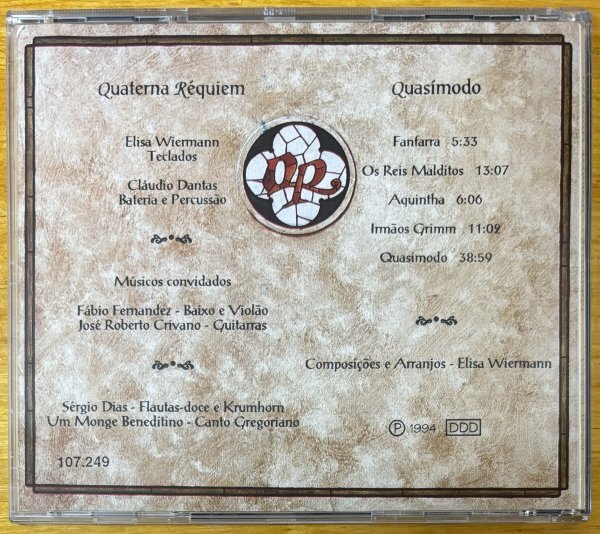 Quaterna Réquiem
Elisa Wiermann
Teclados
Cláudio Dantas
Bateria e Percussão
Músicos convidados
Fábio Fernandez - Baixo e Violão
José Roberto Crivano - Guitarras
Sérgio Dias - Flautas-doce e Krumhorn
Um Monge Beneditino - Canto Gregoriano
107.249
QR
Quasímodo
Fanfarra 5:33
Os Reis Malditos 13:07
Aquintha 6:06
Irmãos Grimm 11:02
Quasímodo 38:59
Composições e Arranjos - Elisa Wiermann
℗ 1994 DDD